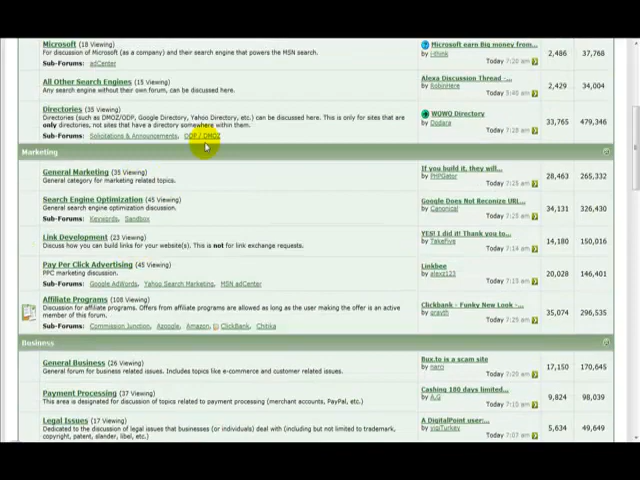 Microsoft (18 Viewing)
For discussion of Microsoft (as a company) and their search engine that powers the MSN search.
Sub-Forums: adCenter
Microsoft earn Big money from...
Today 7:20 am
2,486
37,768
All Other Search Engines (15 Viewing)
Any search engine without their own forum, can be discussed here.
Alexa Discussion Thread -...
by RobinHere
Today 3:40 am
2,429
34,004
Directories (35 Viewing)
Directories (such as DMOZ/ODP, Google Directory, Yahoo Directory, etc.) can be discussed here. This is only for sites that are
only directories, not sites that have a directory somewhere within them.
Sub-Forums: Solicitations & Announcements, ODP / DMOZ
WOWQ Directory
by Dodara
Today 7:28 am
33,765
479,346
Marketing
General Marketing (35 Viewing)
General category for marketing related topics.
If you build it, they will...
by PHPGator
Today 7:25 am
28,463
265,332
Search Engine Optimization (45 Viewing)
General search engine optimization discussion.
Sub-Forums: Keywords, Sandbox
Google Does Not Reconize URL...
by Canonical
Today 7:25 am
34,131
326,430
Link Development (23 Viewing)
Discuss how you can build links for your website(s). This is not for link exchange requests.
YES! I did it! Thank you to...
by TakeFive
Today 7:14 am
14,180
150,016
Pay Per Click Advertising (45 Viewing)
PPC marketing discussion.
Sub-Forums: Google AdWords, Yahoo Search Marketing, MSN adCenter
Linkbee
by alexz123
Today 7:15 am
20,028
146,401
Affiliate Programs (108 Viewing)
Discussion for affiliate programs. Offers from affiliate programs are allowed as long as the user making the offer is an active
member of this forum.
Sub-Forums: Commission Junction, Azoogle, Amazon, ClickBank, Chitika
Clickbank - Funky New Look -...
Today 7:29 am
35,074
296,535
Business
General Business (26 Viewing)
General forum for business related issues. Includes topics like e-commerce and customer related issues.
Bux.to is a scam site
by nero
Today 7:20 am
17,150
170,645
Payment Processing (37 Viewing)
This area is designated for discussion of topics related to payment processing (merchant accounts, PayPal, etc.)
Cashing 180 days limited...
by A.G
Today 7:10 am
9,824
98,039
Legal Issues (17 Viewing)
Dedicated to the discussion of legal issues that businesses (or individuals) deal with (including but not limited to trademark,
copyright, patent, slander, libel, etc.)
A DigitalPoint user:...
by vipTurkey
Today 7:07 am
5,634
49,649